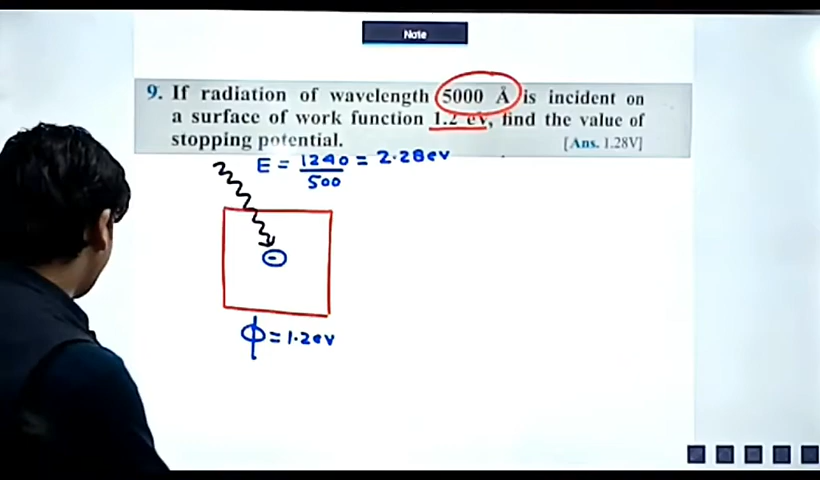 Note
9. If radiation of wavelength 5000 Å is incident on
a surface of work function 1.2 eV, find the value of
stopping potential. [Ans. 1.28V]
E = 1240/500 = 2.28ev
-
ϕ = 1.2ev